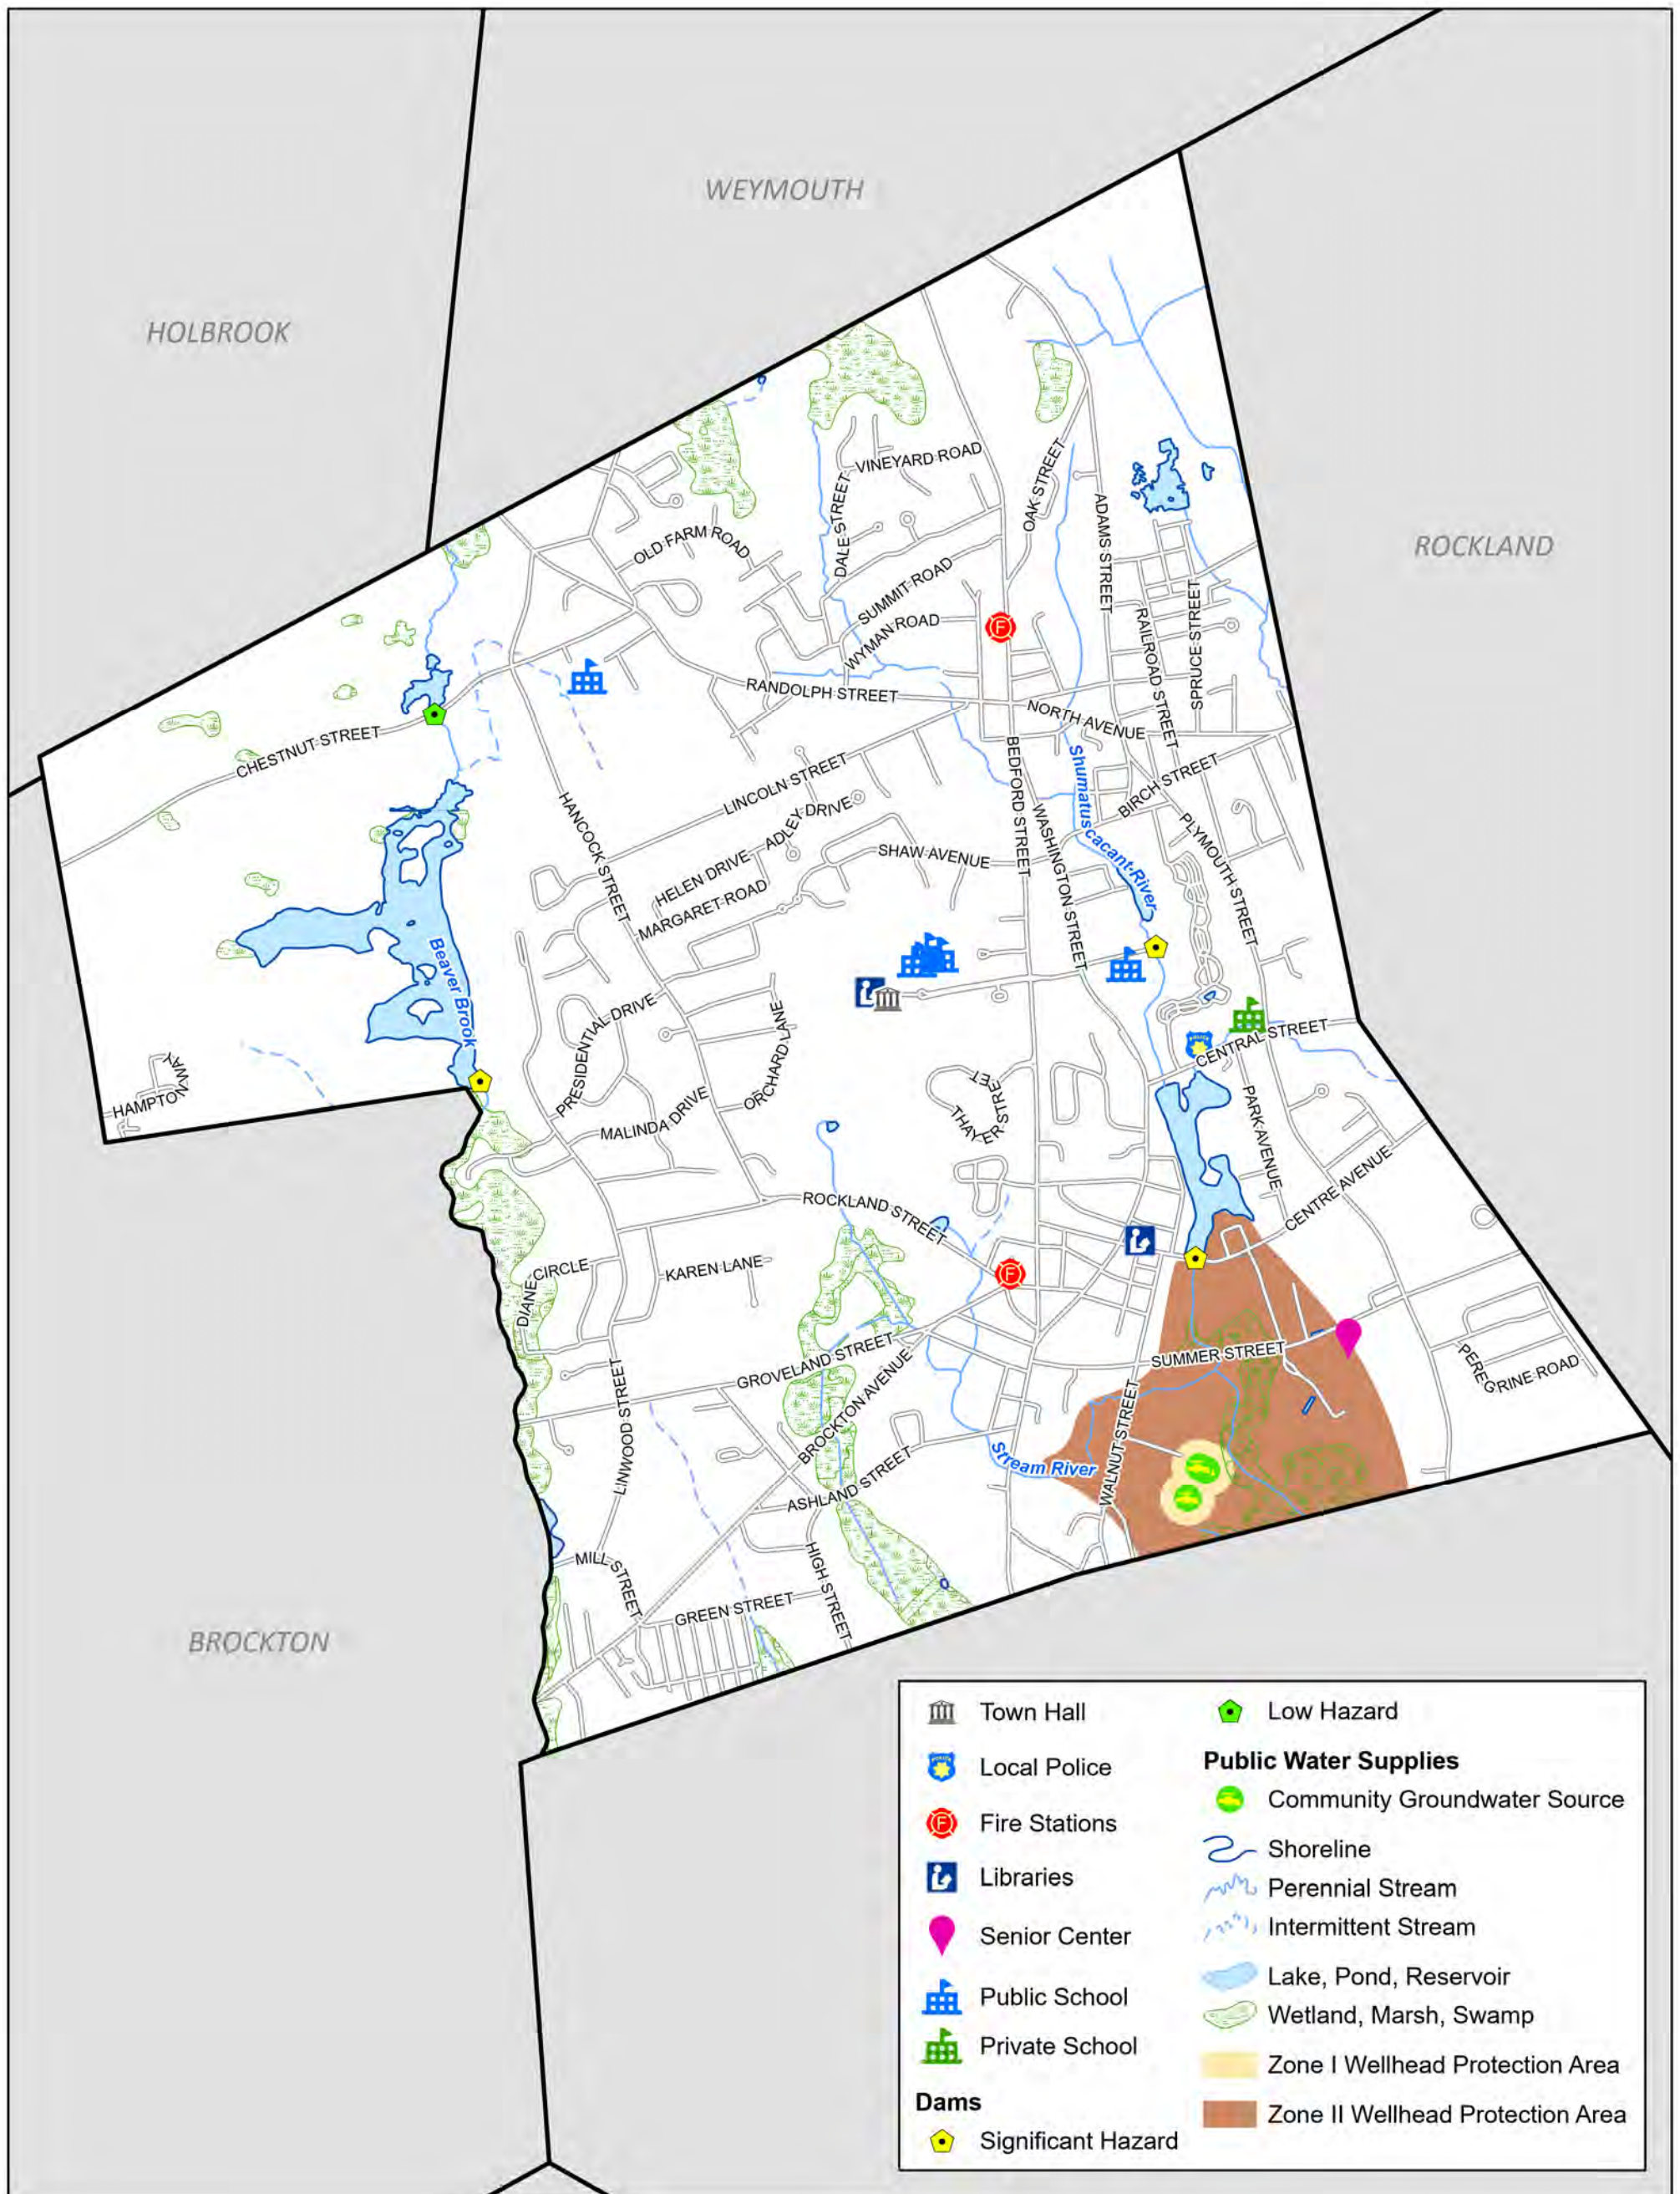 WEYMOUTH
HOLBROOK
ROCKLAND
VINEYARD ROAD
OAK STREET
DALE STREET
ADAMS STREET
OLD FARM ROAD
SUMMIT ROAD
WYMAN ROAD
RAILROAD STREET
SPRUCE STREET
F
RANDOLPH STREET
NORTH AVENUE
CHESTNUT STREET
LINCOLN STREET
BEDFORD STREET
Shumatuscacant River
BIRCH STREET
HANCOCK STREET
ADLEY DRIVE
WASHINGTON STREET
PLYMOUTH STREET
HELEN DRIVE
SHAW AVENUE
MARGARET ROAD
Beaver Brook
PRESIDENTIAL DRIVE
ORCHARD LANE
CENTRAL STREET
HAMPTON WAY
MALINDA DRIVE
THAYER STREET
PARK AVENUE
CENTRE AVENUE
ROCKLAND STREET
DIANE CIRCLE
KAREN LANE
F
GROVELAND STREET
SUMMER STREET
PEREGRINE ROAD
LINWOOD STREET
BROCKTON AVENUE
WALNUT STREET
Stream River
ASHLAND STREET
HIGH STREET
MILL STREET
GREEN STREET
BROCKTON
Town Hall
Local Police
F
Fire Stations
Libraries
Senior Center
Public School
Private School
Dams
Significant Hazard
Low Hazard
Public Water Supplies
Community Groundwater Source
Shoreline
Perennial Stream
Intermittent Stream
Lake, Pond, Reservoir
Wetland, Marsh, Swamp
Zone I Wellhead Protection Area
Zone II Wellhead Protection Area